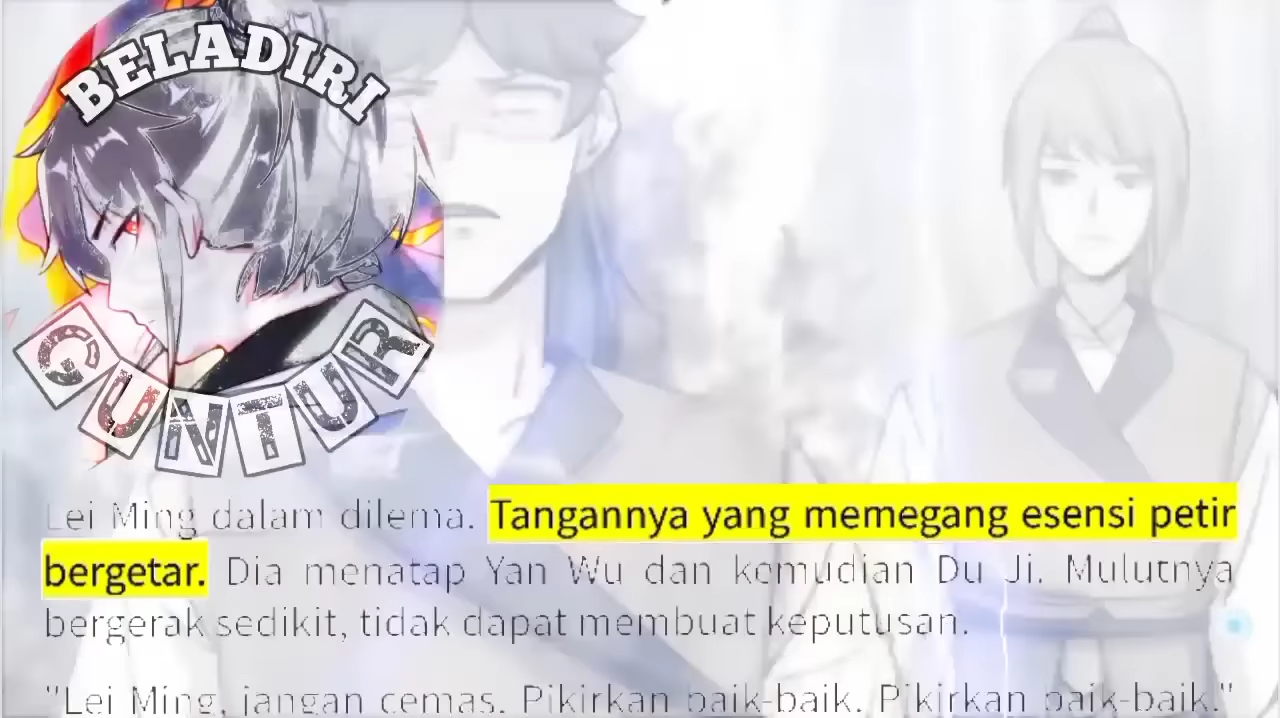 BELADIRI
GUNTUR
Lei Ming dalam dilema. Tangannya yang memegang esensi petir
bergetar. Dia menatap Yan Wu dan kemudian Du Ji. Mulutnya
bergerak sedikit, tidak dapat membuat keputusan.
"Lei Ming, jangan cemas. Pikirkan baik-baik. Pikirkan baik-baik."